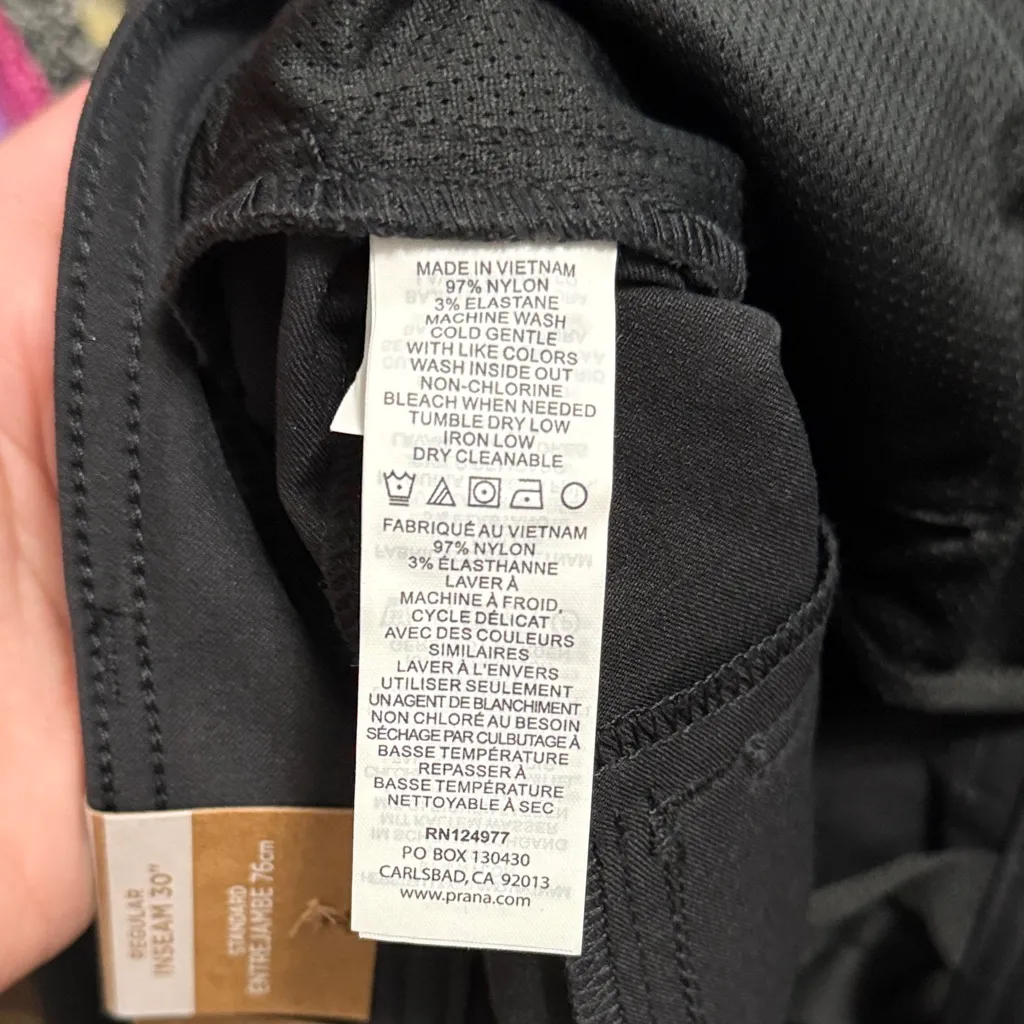 MADE IN VIETNAM
97% NYLON
3% ELASTANE
MACHINE WASH
COLD GENTLE
WITH LIKE COLORS
WASH INSIDE OUT
NON-CHLORINE
BLEACH WHEN NEEDED
TUMBLE DRY LOW
IRON LOW
DRY CLEANABLE
FABRIQUÉ AU VIETNAM
97% NYLON
3% ÉLASTHANNE
LAVER À
MACHINE À FROID,
CYCLE DÉLICAT
AVEC DES COULEURS
SIMILAIRES
LAVER À L'ENVERS
UTILISER SEULEMENT
UN AGENT DE BLANCHIMENT
NON CHLORÉ AU BESOIN
SÉCHAGE PAR CULBUTAGE À
BASSE TEMPÉRATURE
REPASSER À
BASSE TEMPÉRATURE
NETTOYABLE À SEC
RN124977
PO BOX 130430
CARLSBAD, CA 92013
www.prana.com
REGULAR
INSEAM 30"
STANDARD
ENTREJAMBE 76cm